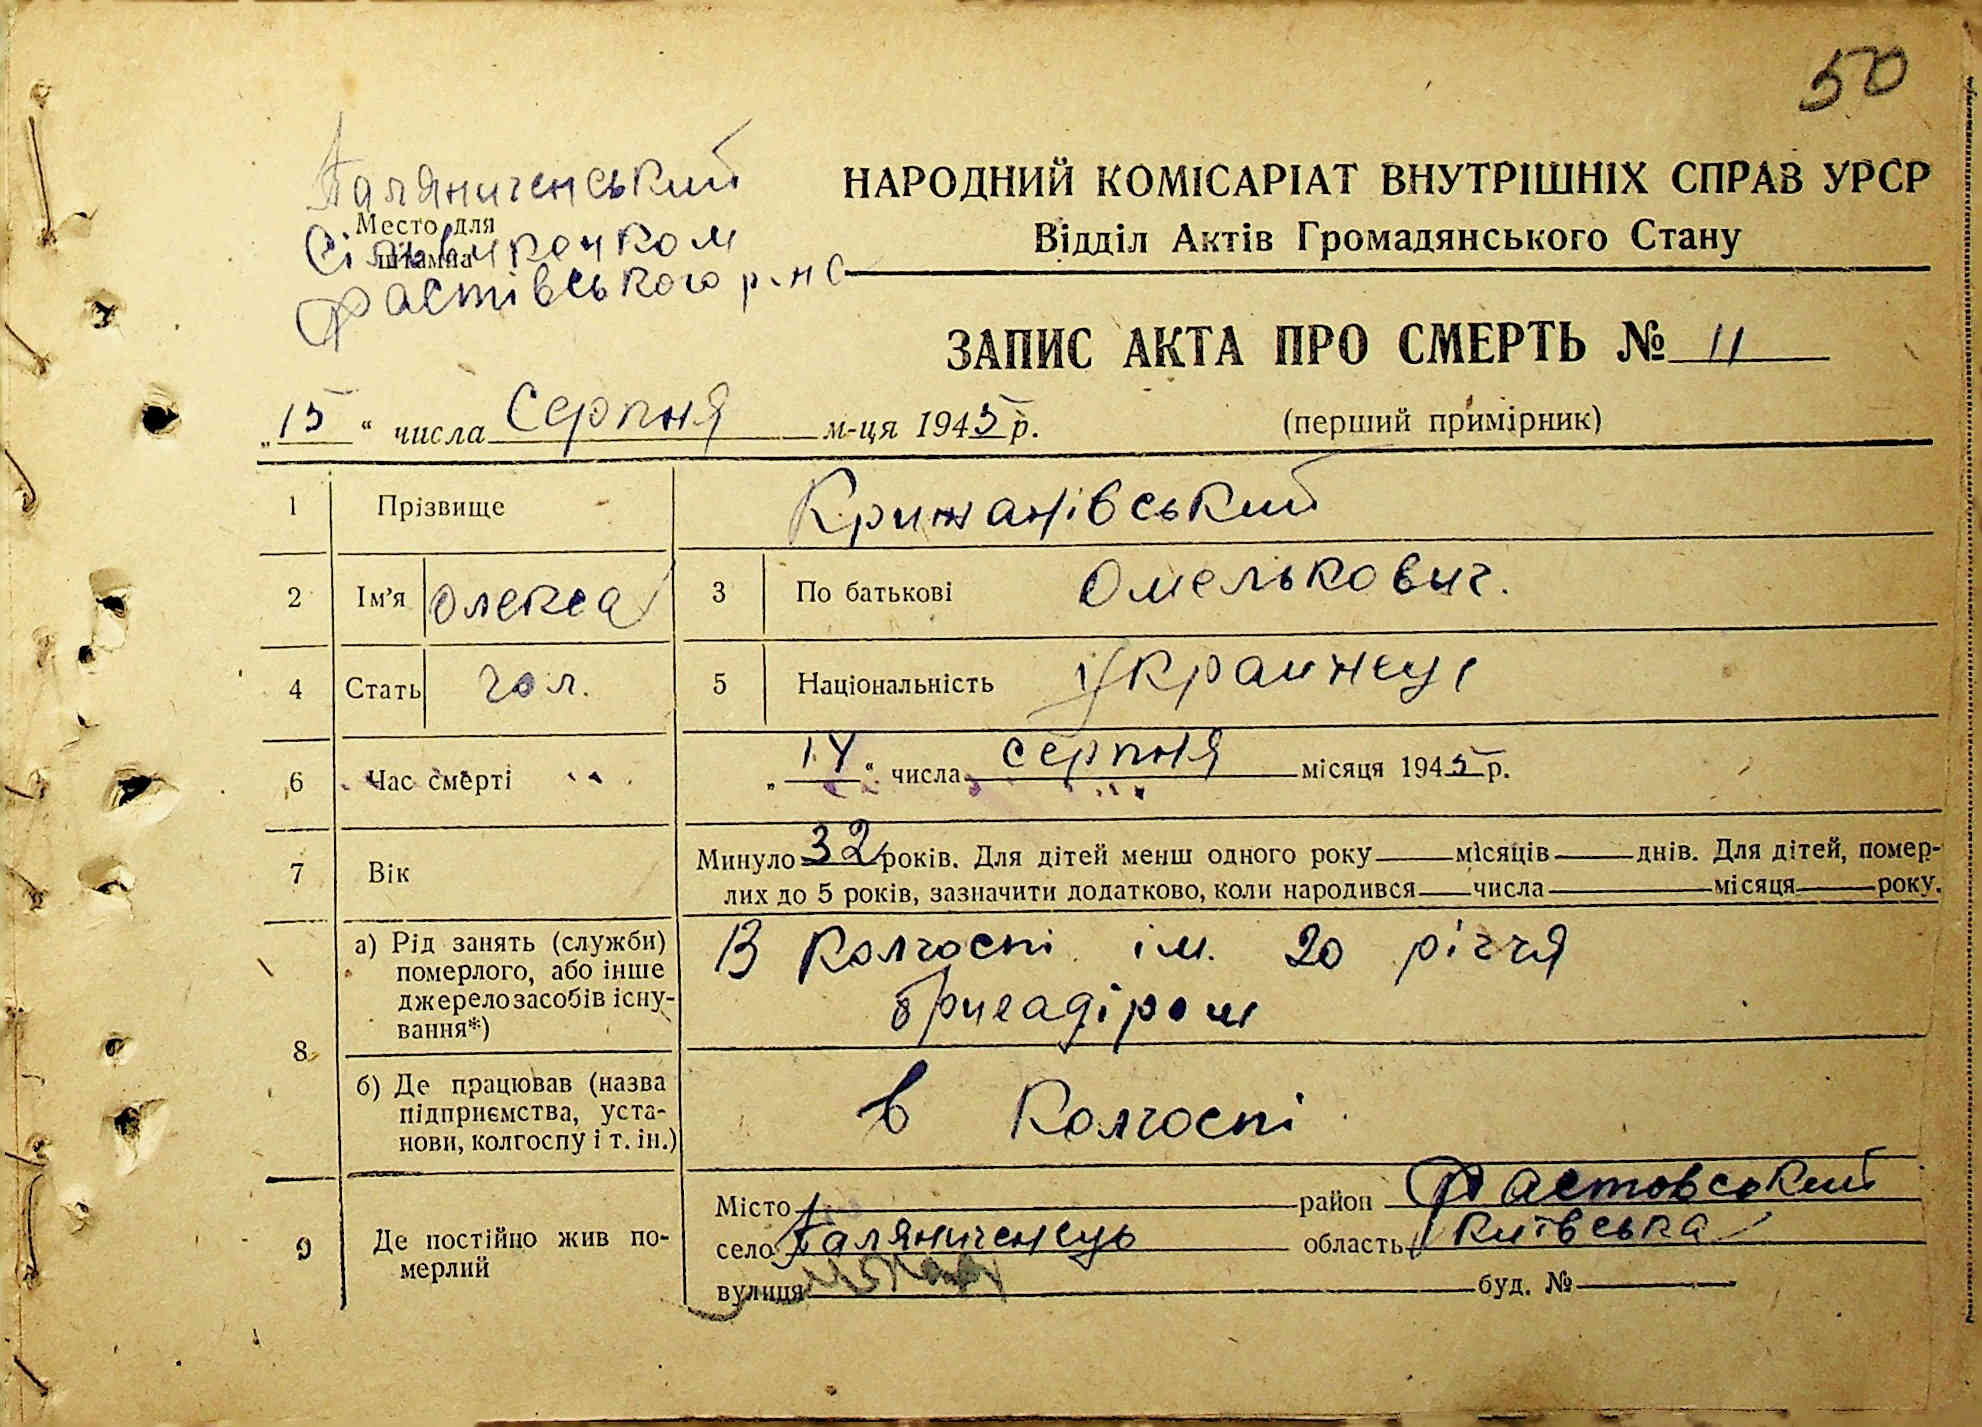 50
Паляниченський
Место для
штампа
Сільвиконком
Фастівського р-нс
НАРОДНИЙ КОМІСАРІАТ ВНУТРІШНІХ СПРАВ УРСР
Відділ Актів Громадянського Стану
ЗАПИС АКТА ПРО СМЕРТЬ № 11
„15“ числа Серпня м-ця 1945 р.
(перший примірник)
1 Прізвище Крижанівський
2 Ім'я Олекса 3 По батькові Омелькович.
4 Стать чол. 5 Національність Украинец
6 Час смерті „14“ числа серпня місяця 1945 р.
7 Вік Минуло 32 років. Для дітей менш одного року місяців днів. Для дітей, помер-
лих до 5 років, зазначити додатково, коли народився числа місяця року.
8 а) Рід занять (служби)
померлого, або інше
джерело засобів існу-
вання*)
В колгоспі ім. 20 річчя
бригадіром
б) Де працював (назва
підприємства, уста-
нови, колгоспу і т. ін.)
в колгоспі
9 Де постійно жив по-
мерлий
Місто район Фастовський
село Паляниченець область Київська
вулиця буд. №